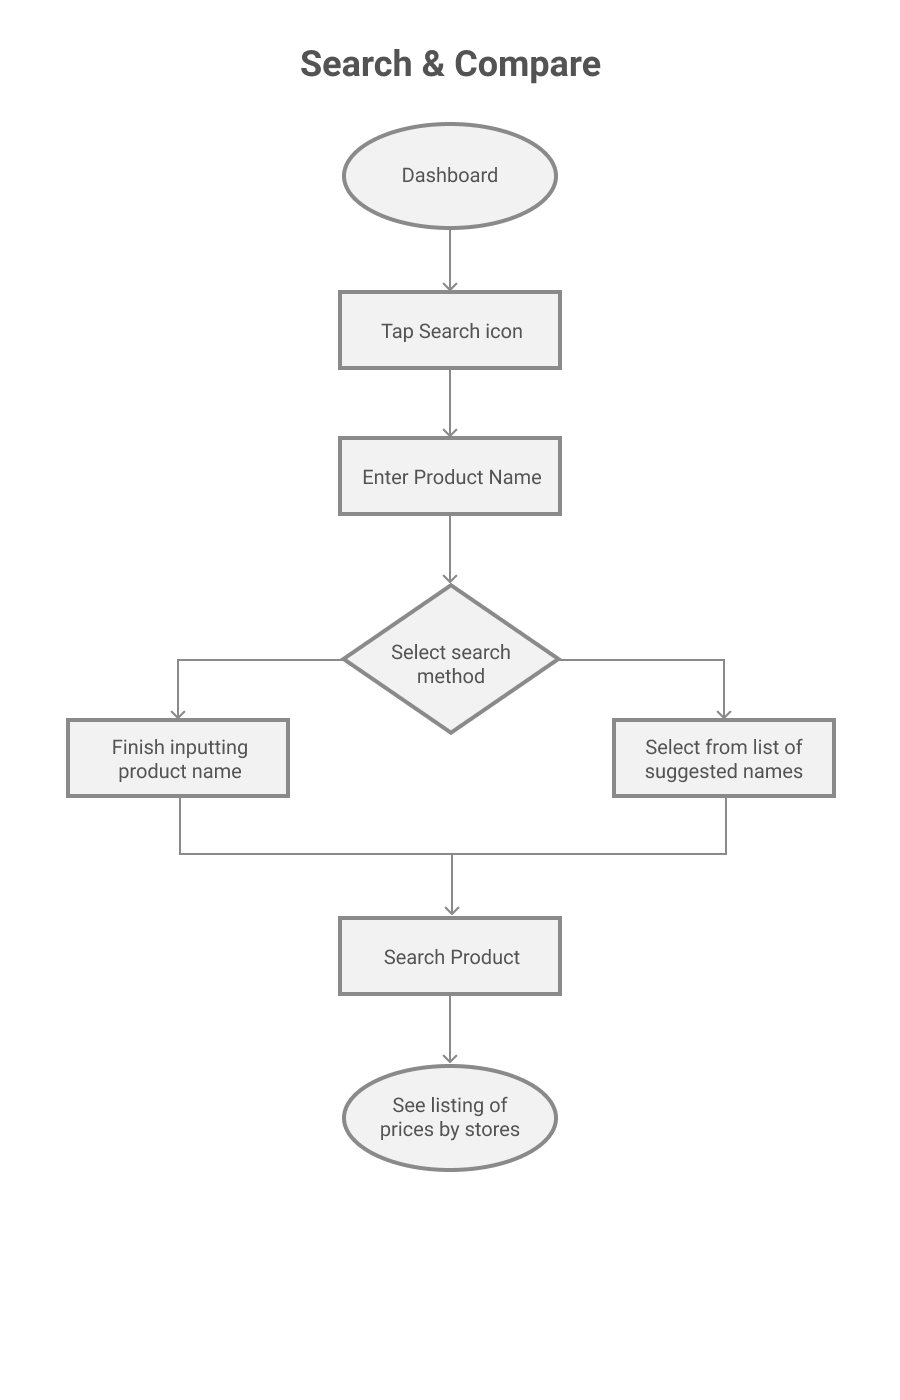 Search & Compare
Dashboard
Tap Search icon
Enter Product Name
Select search
method
Finish inputting
product name
Select from list of
suggested names
Search Product
See listing of
prices by stores